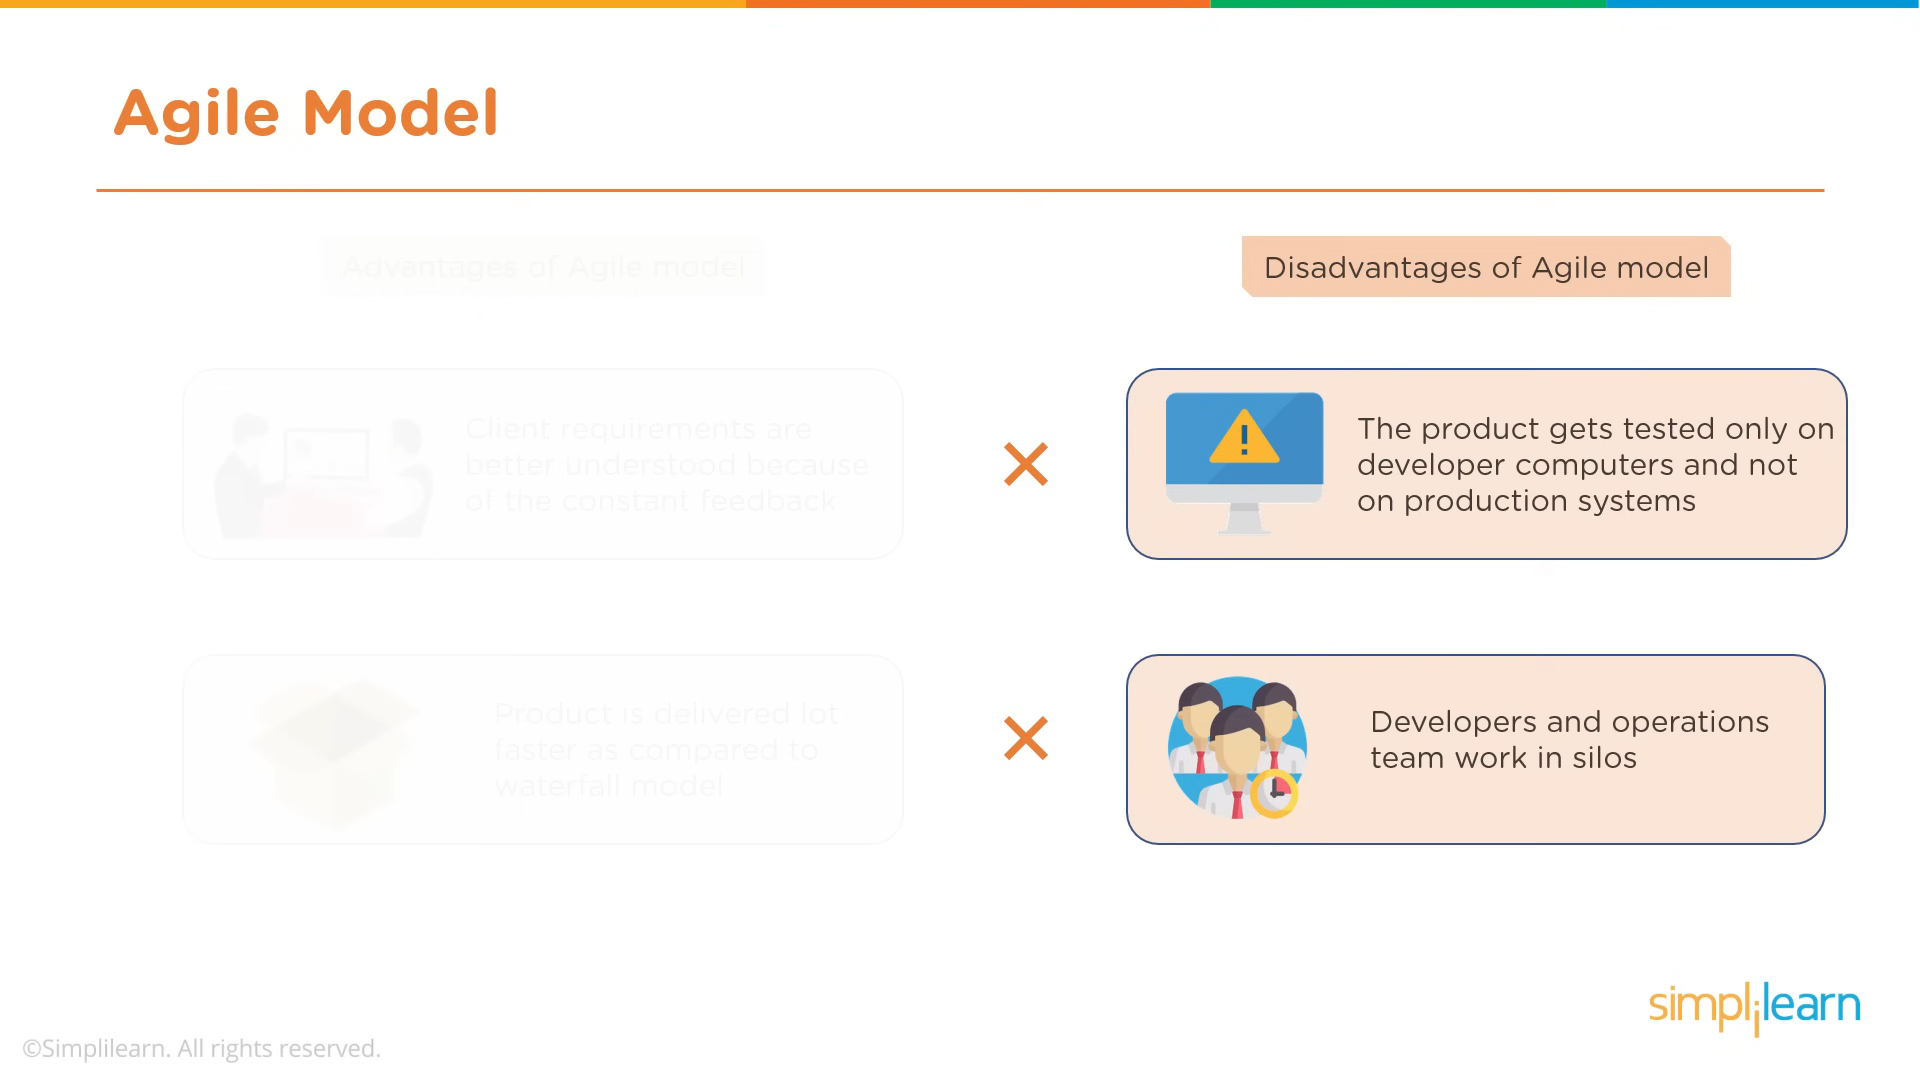 Agile Model
Advantages of Agile model
Client requirements are
better understood because
of the constant feedback
Product is delivered lot
faster as compared to
waterfall model
Disadvantages of Agile model
The product gets tested only on
developer computers and not
on production systems
Developers and operations
team work in silos
simplilearn
©Simplilearn. All rights reserved.